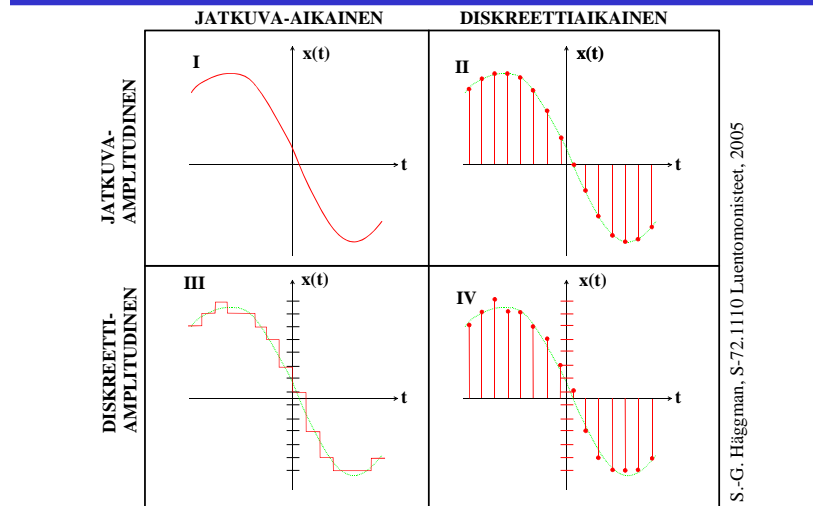 JATKUVA-AIKAINEN DISKREETTIAIKAINEN
JATKUVA-
AMPLITUDINEN
I
x(t)
t
II
x(t)
t
DISKREETTI-
AMPLITUDINEN
III
x(t)
t
IV
x(t)
t
S.-G. Häggman, S-72.1110 Luentomonisteet, 2005